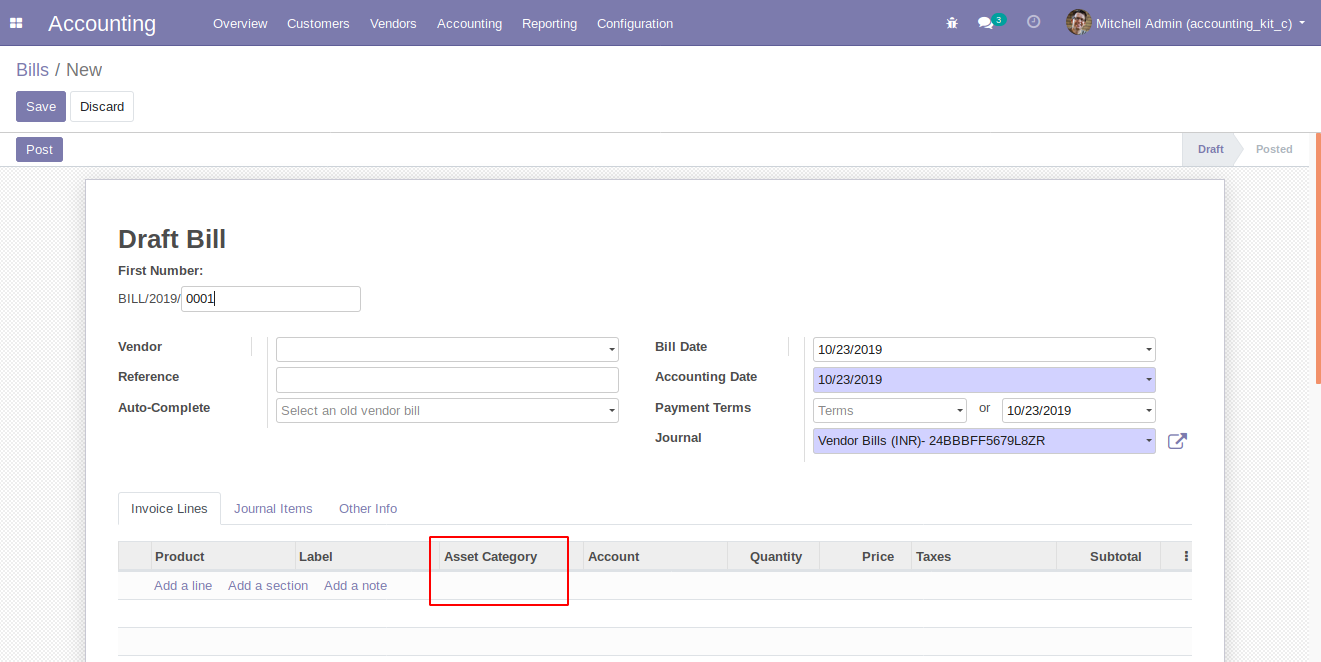 Accounting Overview Customers Vendors Accounting Reporting Configuration 3 Mitchell Admin (accounting_kit_c)
Bills / New
Save Discard
Post Draft Posted
Draft Bill
First Number:
BILL/2019/ 0001
Vendor Bill Date 10/23/2019
Reference Accounting Date 10/23/2019
Auto-Complete Select an old vendor bill Payment Terms Terms or 10/23/2019
Journal Vendor Bills (INR)- 24BBBFF5679L8ZR
Invoice Lines Journal Items Other Info
Product Label Asset Category Account Quantity Price Taxes Subtotal
Add a line Add a section Add a note